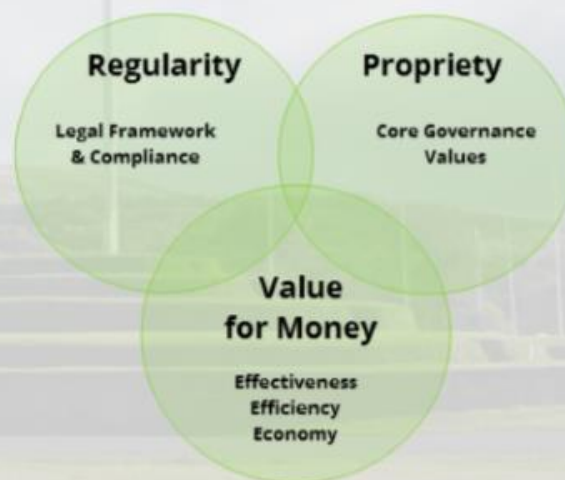 Regularity
Legal Framework
& Compliance
Propriety
Core Governance
Values
Value
for Money
Effectiveness
Efficiency
Economy